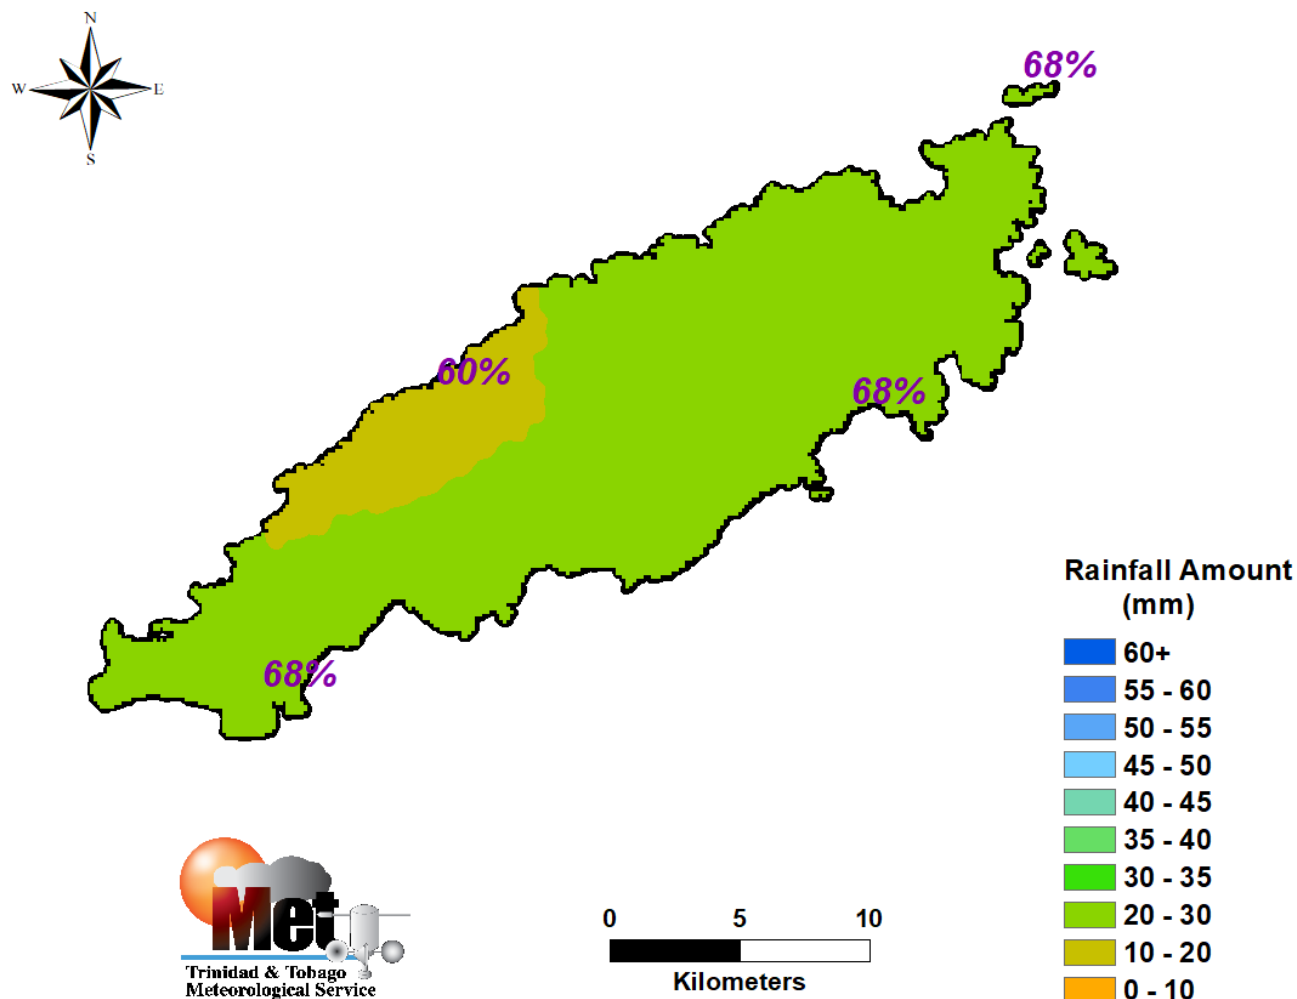 N
W
E
S
68%
60%
68%
68%
Rainfall Amount
(mm)
60+
55 - 60
50 - 55
45 - 50
40 - 45
35 - 40
30 - 35
20 - 30
10 - 20
0 - 10
Met
Trinidad & Tobago
Meteorological Service
0 5 10
Kilometers